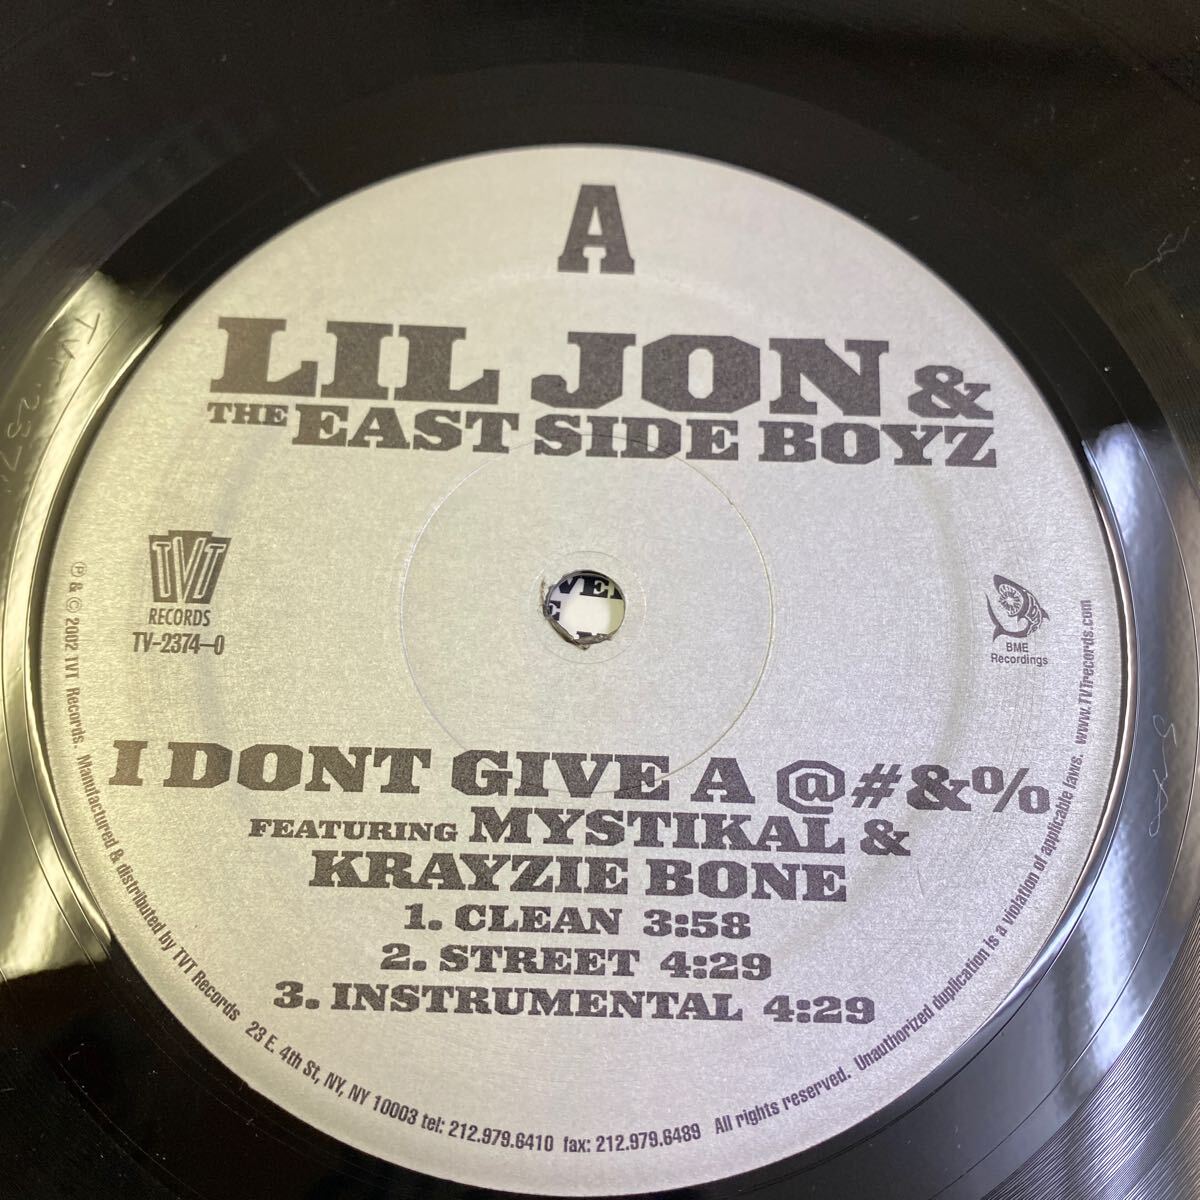 A
LIL JON &
THE EAST SIDE BOYZ
TVT
RECORDS
TV-2374-0
BME
Recordings
I DONT GIVE A @#&%
FEATURING MYSTIKAL &
KRAYZIE BONE
1. CLEAN 3:58
2. STREET 4:29
3. INSTRUMENTAL 4:29
℗ & © 2002 TVT Records. Manufactured & distributed by TVT Records 23 E. 4th St, NY, NY 10003 tel: 212.979.6410 fax: 212.979.6489 All rights reserved. Unauthorized duplication is a violation of applicable laws. www.TVTrecords.com